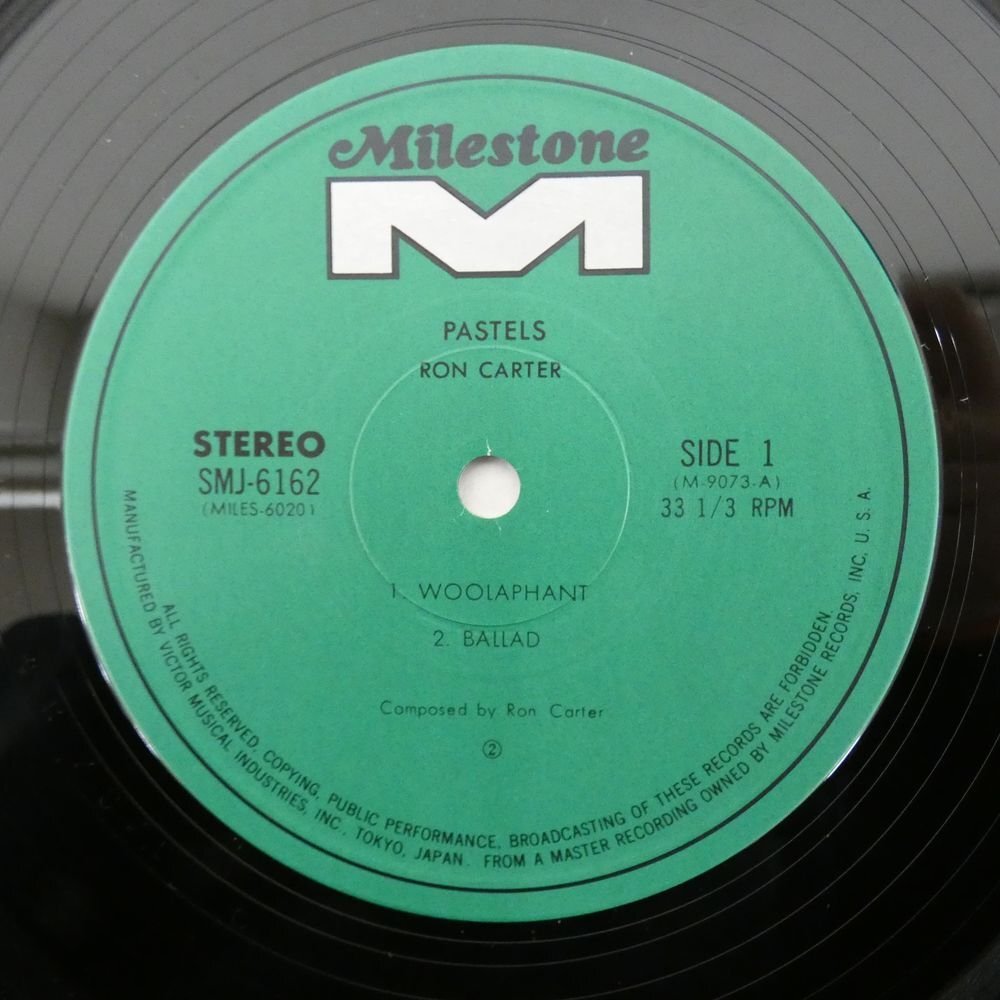 Milestone
M
PASTELS
RON CARTER
STEREO
SMJ-6162
(MILES-6020)
SIDE 1
(M-9073-A)
33 1/3 RPM
1. WOOLAPHANT
2. BALLAD
Composed by Ron Carter
②
ALL RIGHTS RESERVED. COPYING, PUBLIC PERFORMANCE, BROADCASTING OF THESE RECORDS ARE FORBIDDEN.
MANUFACTURED BY VICTOR MUSICAL INDUSTRIES, INC. TOKYO, JAPAN. FROM A MASTER RECORDING OWNED BY MILESTONE RECORDS, INC. U. S. A.